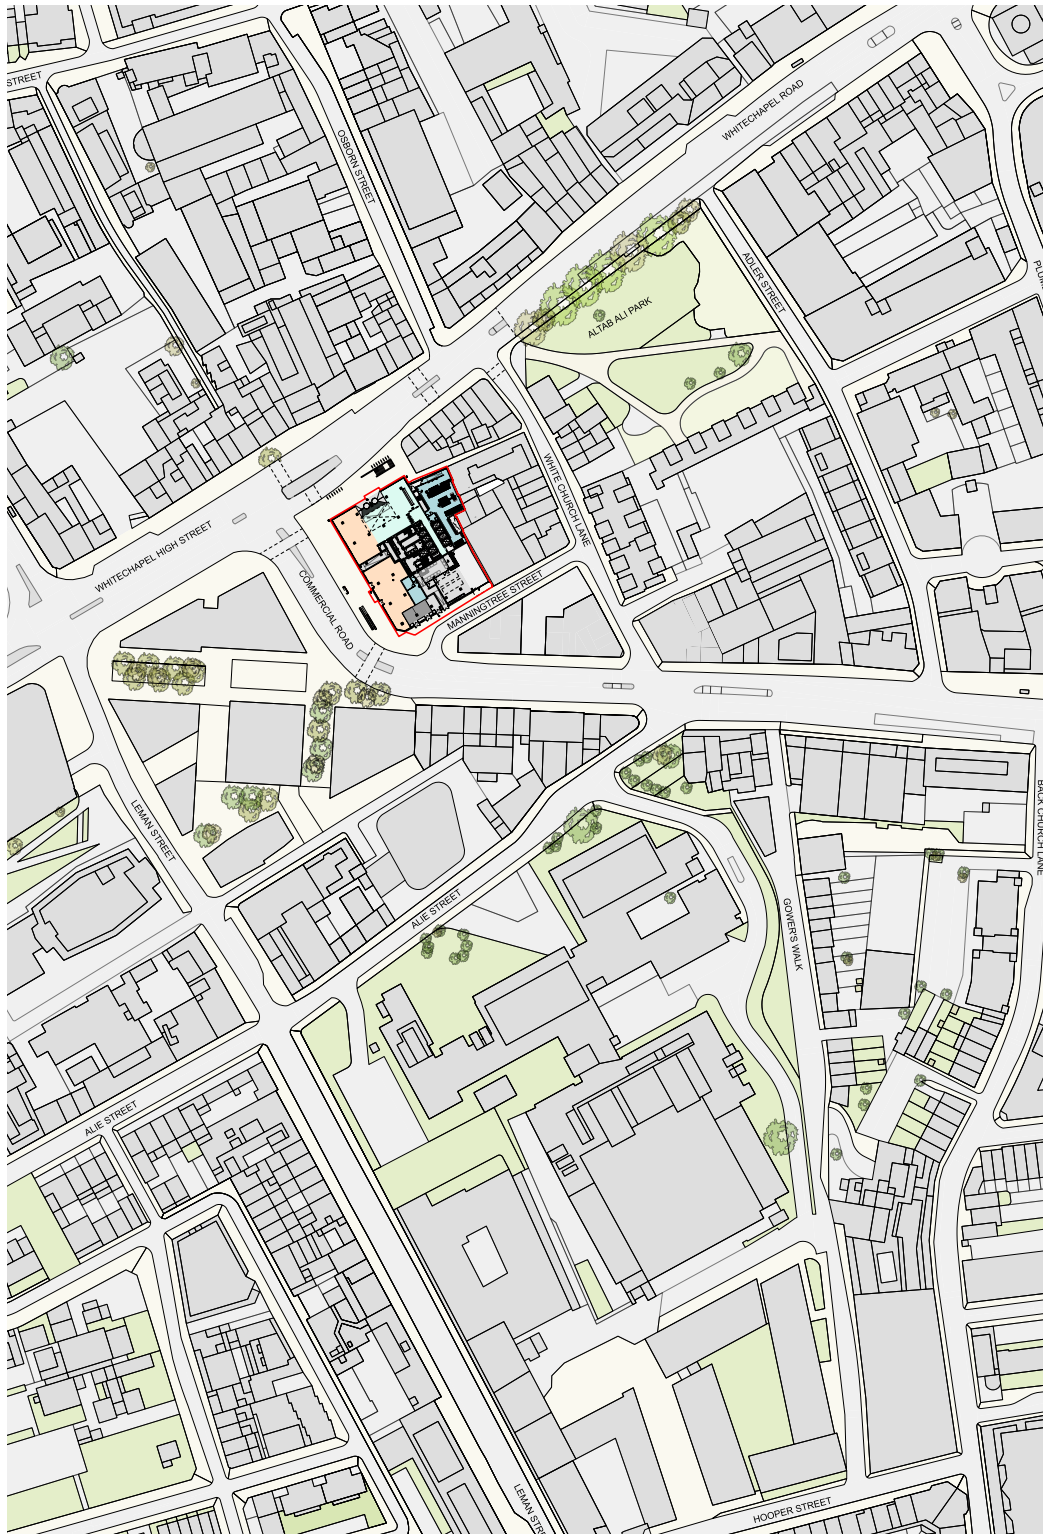 STREET
WHITECHAPEL ROAD
OSBORN STREET
ADLER STREET
ALTAB ALI PARK
WHITE CHURCH LANE
WHITECHAPEL HIGH STREET
COMMERCIAL ROAD
MANNINGTREE STREET
LEMAN STREET
BACK CHURCH LANE
ALIE STREET
GOWER'S WALK
ALIE STREET
HOOPER STREET